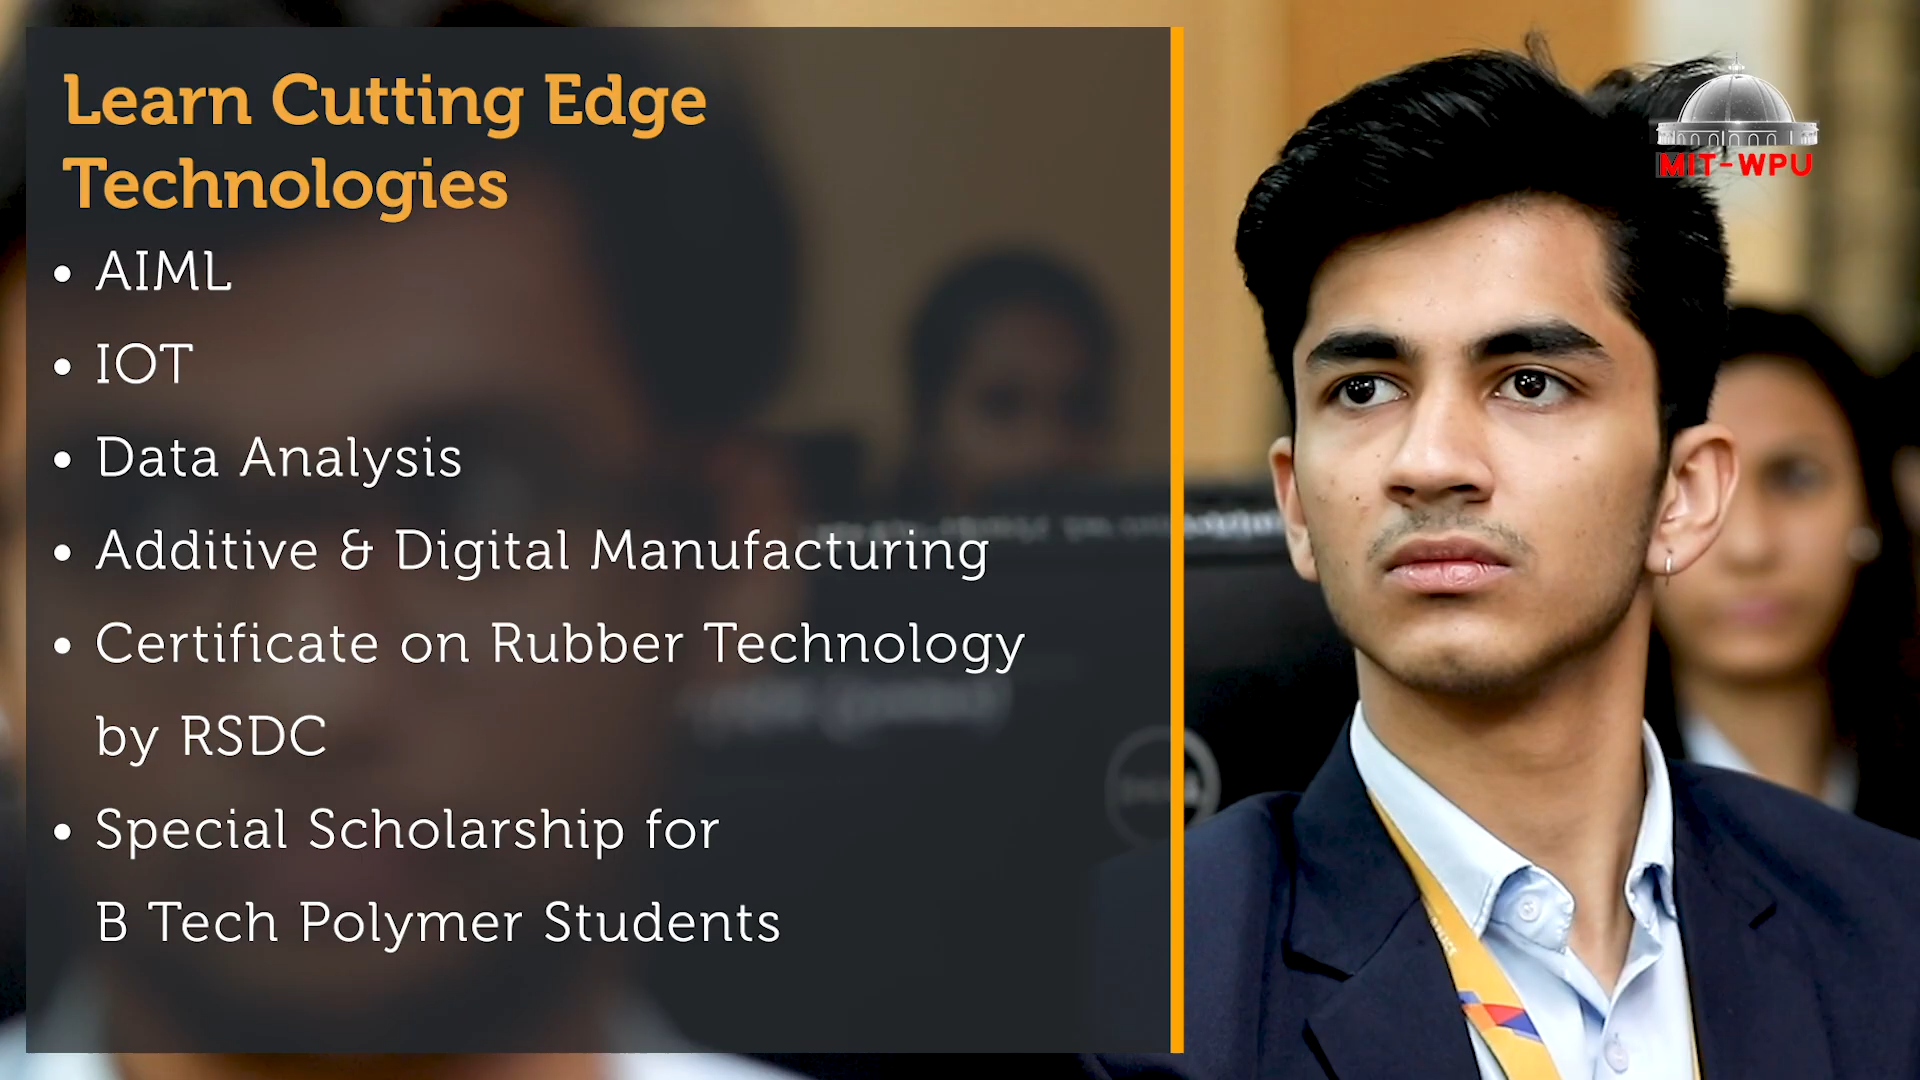 Learn Cutting Edge
Technologies
• AIML
• IOT
• Data Analysis
• Additive & Digital Manufacturing
• Certificate on Rubber Technology
by RSDC
• Special Scholarship for
B Tech Polymer Students
MIT-WPU